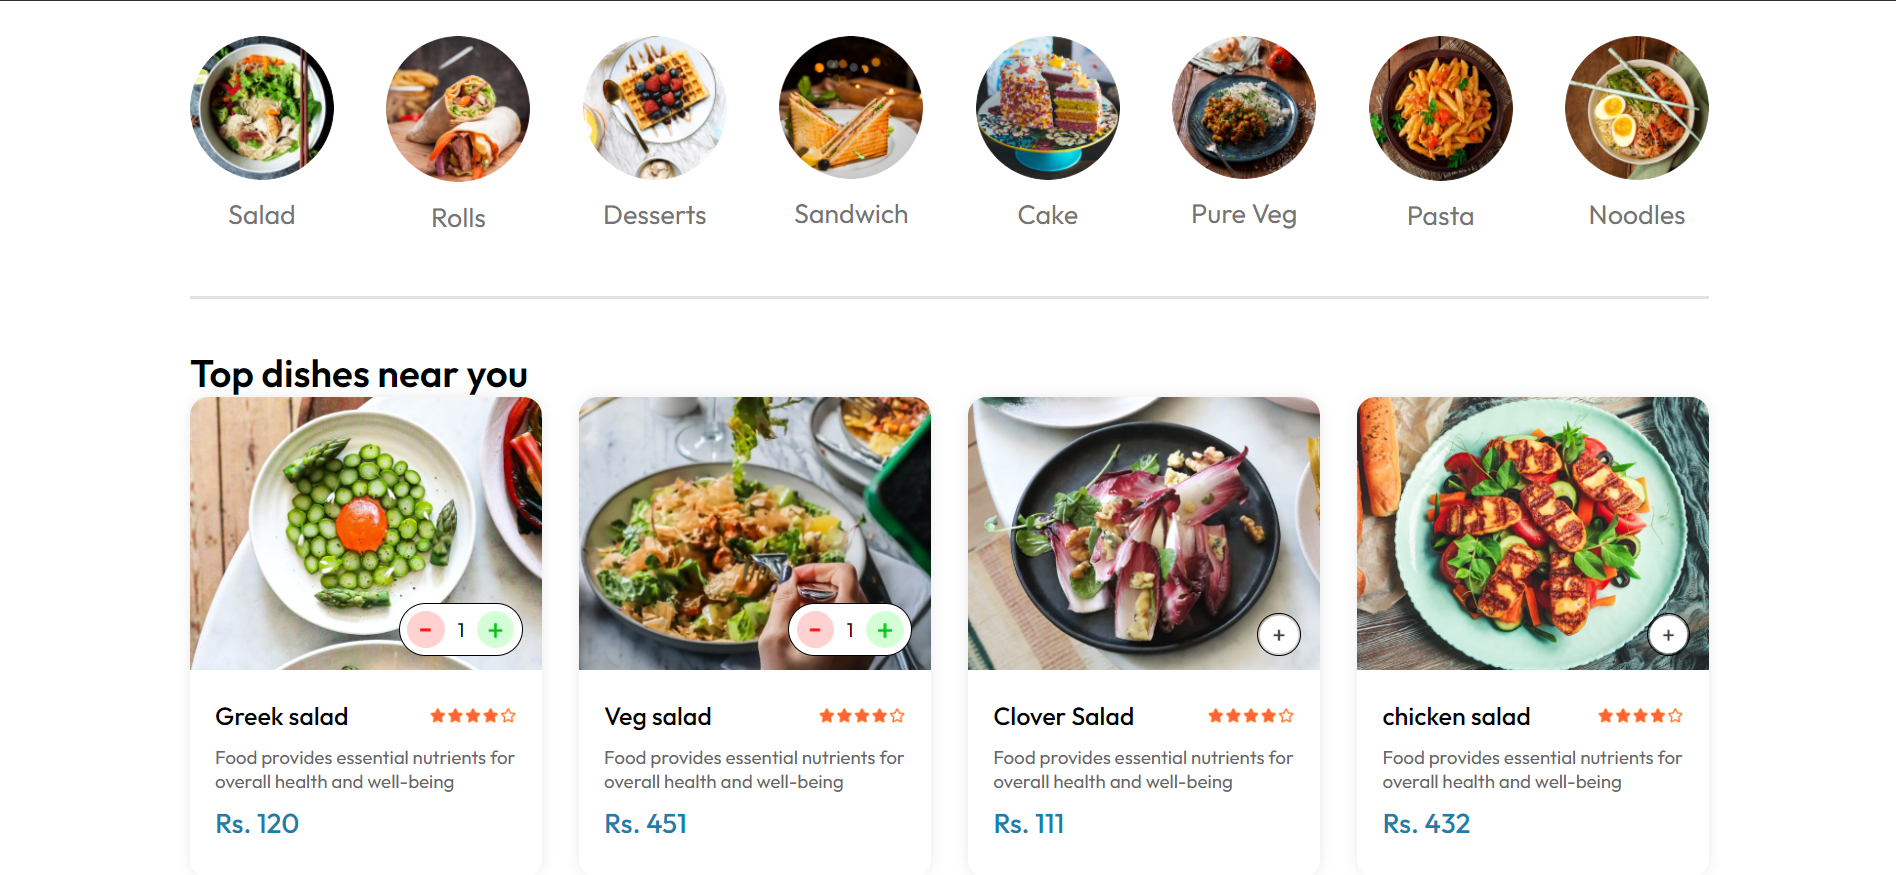 Salad
Rolls
Desserts
Sandwich
Cake
Pure Veg
Pasta
Noodles
Top dishes near you
1
1
Greek salad
Food provides essential nutrients for
overall health and well-being
Rs. 120
Veg salad
Food provides essential nutrients for
overall health and well-being
Rs. 451
Clover Salad
Food provides essential nutrients for
overall health and well-being
Rs. 111
chicken salad
Food provides essential nutrients for
overall health and well-being
Rs. 432